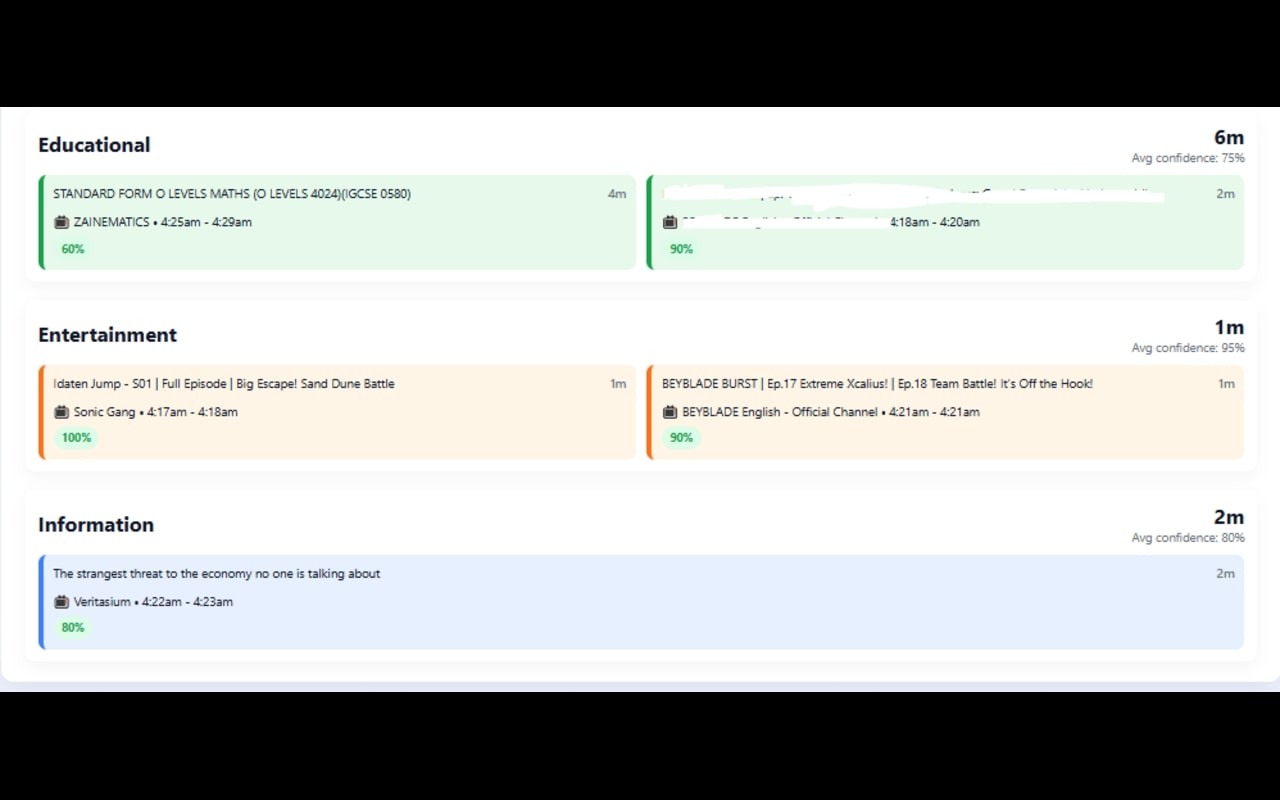 Educational
6m
Avg confidence: 75%
STANDARD FORM O LEVELS MATHS (O LEVELS 4024)(IGCSE 0580)
4m
ZAINEMATICS • 4:25am - 4:29am
60%
2m
4:18am - 4:20am
90%
Entertainment
1m
Avg confidence: 95%
Idaten Jump - S01 | Full Episode | Big Escape! Sand Dune Battle
1m
Sonic Gang • 4:17am - 4:18am
100%
BEYBLADE BURST | Ep.17 Extreme Xcalius! | Ep.18 Team Battle! It's Off the Hook!
1m
BEYBLADE English - Official Channel • 4:21am - 4:21am
90%
Information
2m
Avg confidence: 80%
The strangest threat to the economy no one is talking about
2m
Veritasium • 4:22am - 4:23am
80%